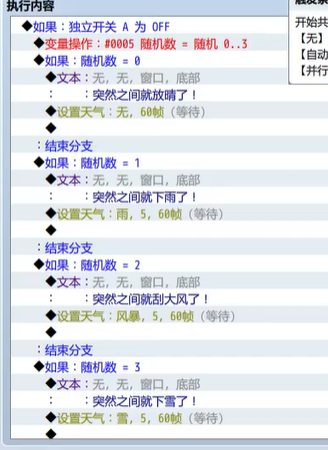 执行内容
◆如果：独立开关 A 为 OFF
◆变量操作：#0005 随机数 = 随机 0..3
◆如果：随机数 = 0
◆文本：无，无，窗口，底部
：　：突然之间就放晴了！
◆设置天气：无，60帧（等待）
◆
：结束分支
◆如果：随机数 = 1
◆文本：无，无，窗口，底部
：　：突然之间就下雨了！
◆设置天气：雨，5，60帧（等待）
◆
：结束分支
◆如果：随机数 = 2
◆文本：无，无，窗口，底部
：　：突然之间就刮大风了！
◆设置天气：风暴，5，60帧（等待）
◆
：结束分支
◆如果：随机数 = 3
◆文本：无，无，窗口，底部
：　：突然之间就下雪了！
◆设置天气：雪，5，60帧（等待）
◆
开始共
【无】
【自动
【并行